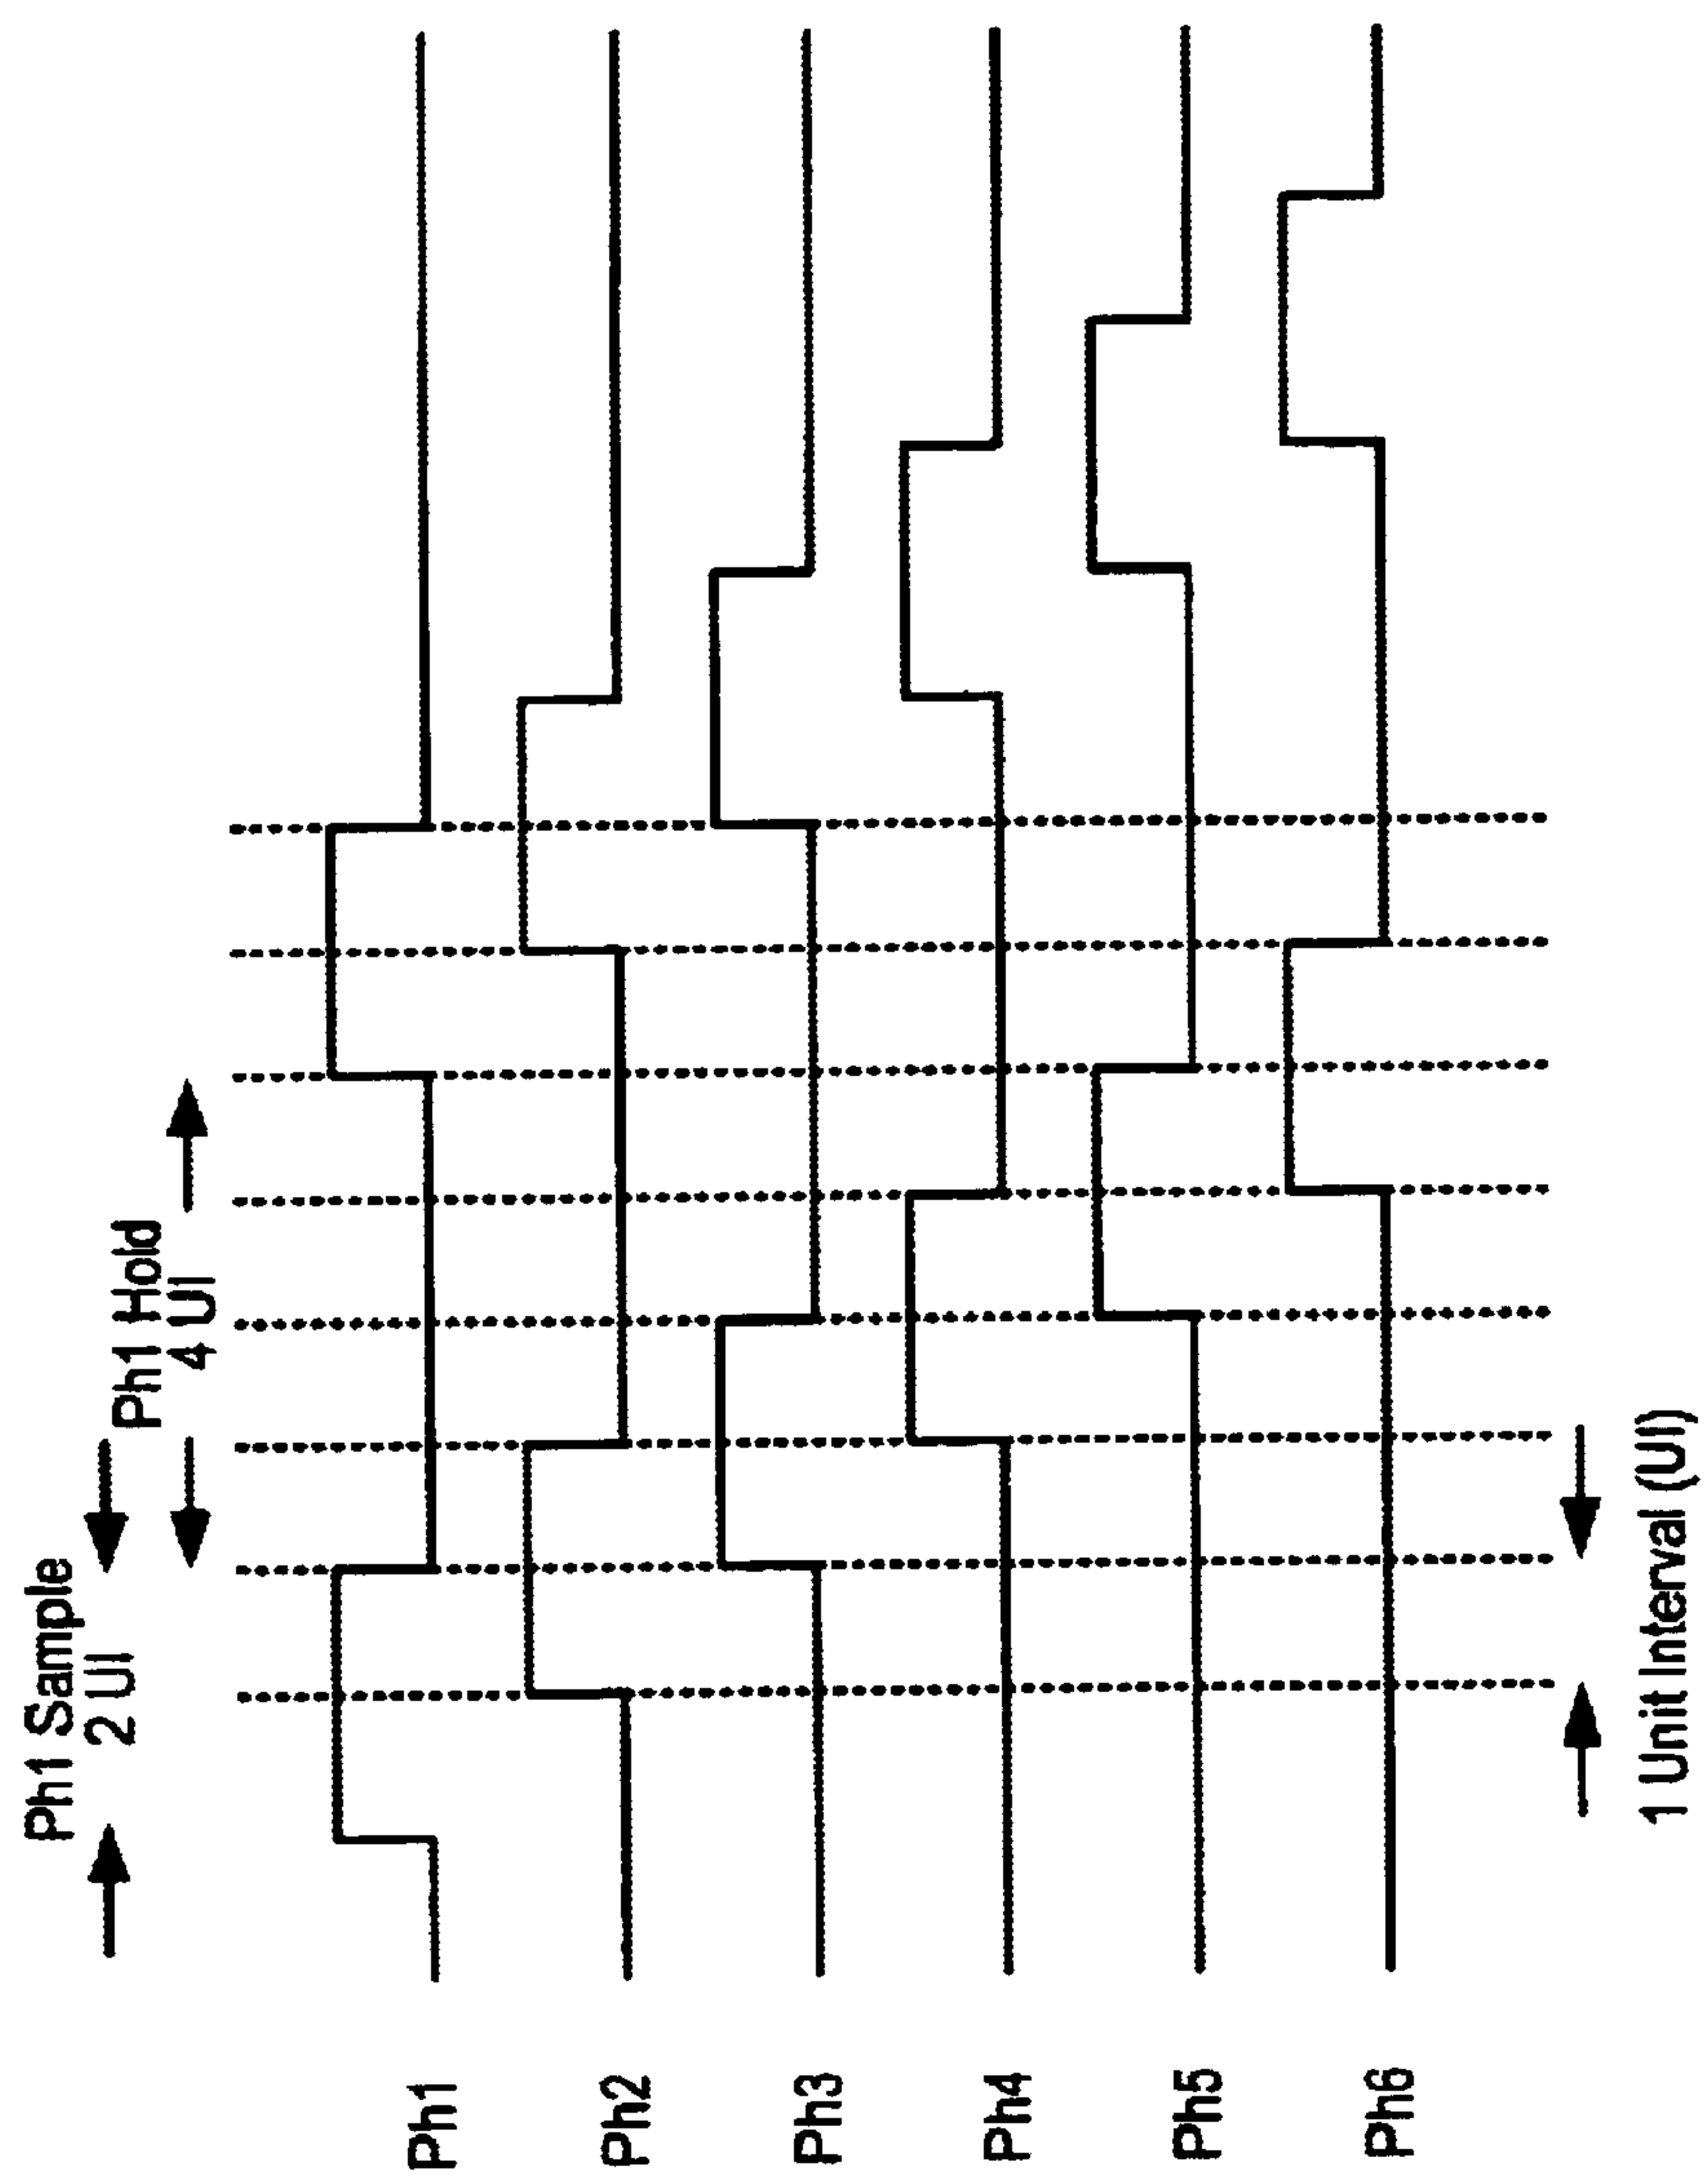 Ph1 Sample
2 UI
Ph1 Hold
4 UI
Ph1
Ph2
Ph3
Ph4
Ph5
Ph6
1 Unit Interval (UI)